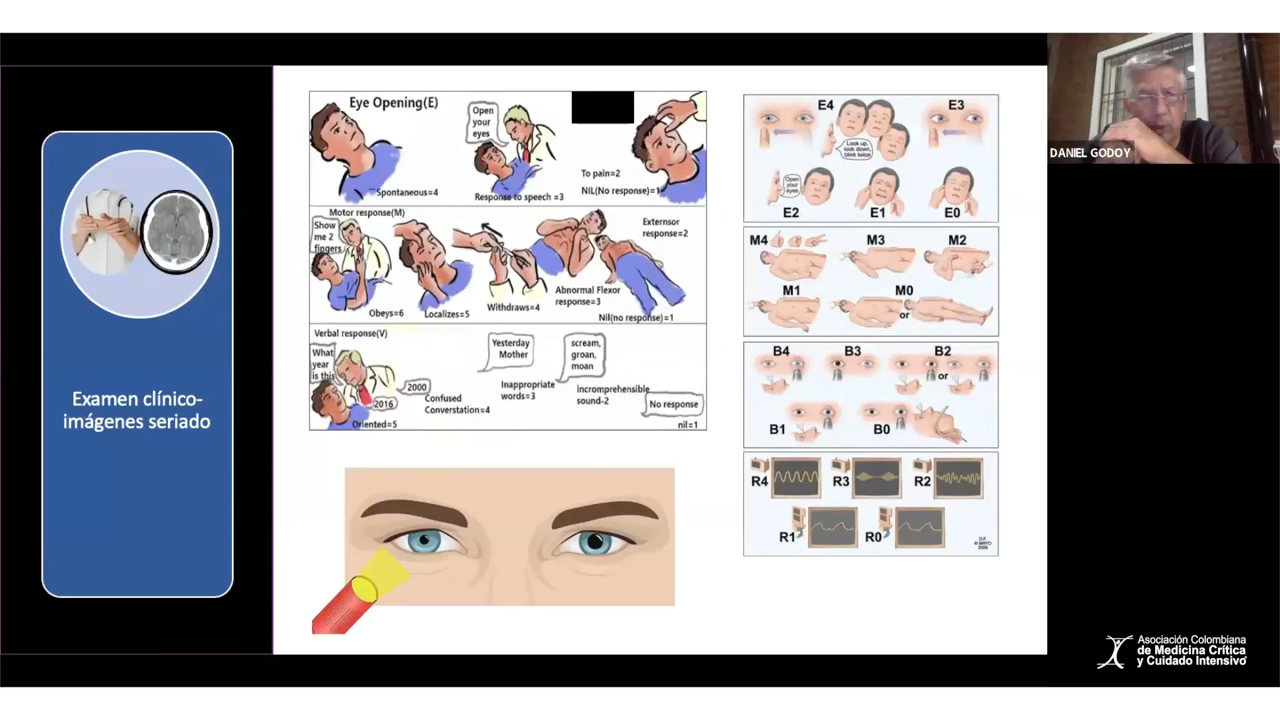 Examen clínico-
imágenes seriado
Eye Opening(E)
Open
your
eyes
Spontaneous=4
Response to speech =3
To pain=2
NIL(No response)=1
Motor response(M)
Show
me 2
fingers
Obeys=6
Localizes=5
Withdraws=4
Abnormal Flexor
response=3
Externsor
response=2
Nil(no response)=1
Verbal response(V)
What
year
is this
2016
2000
Oriented=5
Confused
Converstation=4
Yesterday
Mother
Inappropriate
words=3
scream,
groan,
moan
incromprehensible
sound-2
No response
nil=1
E4
Look up,
look down,
blink twice
E3
Open
your
eyes
E2
E1
E0
M4
M3
M2
M1
M0
or
B4
B3
B2
or
B1
B0
R4
R3
R2
R1
R0
DANIEL GODOY
Asociación Colombiana
de Medicina Crítica
y Cuidado Intensivo